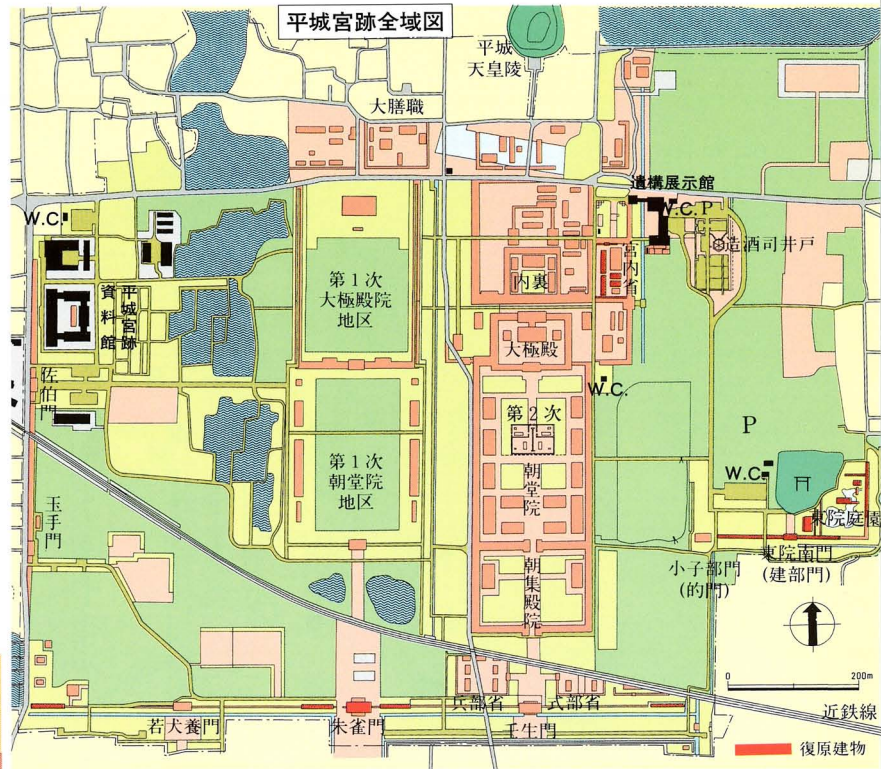 平城宮跡全域図
平城
天皇陵
大膳職
遺構展示館
W.C.
W.C. P
造酒司井戸
宮内省
内裏
第1次
大極殿院
地区
平城宮跡
資料館
大極殿
佐伯門
W.C.
第2次
朝堂院
P
第1次
朝堂院
地区
W.C.
玉手門
東院庭園
東院南門
(建部門)
小子部門
(的門)
朝集殿院
200m
0
兵部省
式部省
近鉄線
若犬養門
朱雀門
壬生門
復原建物